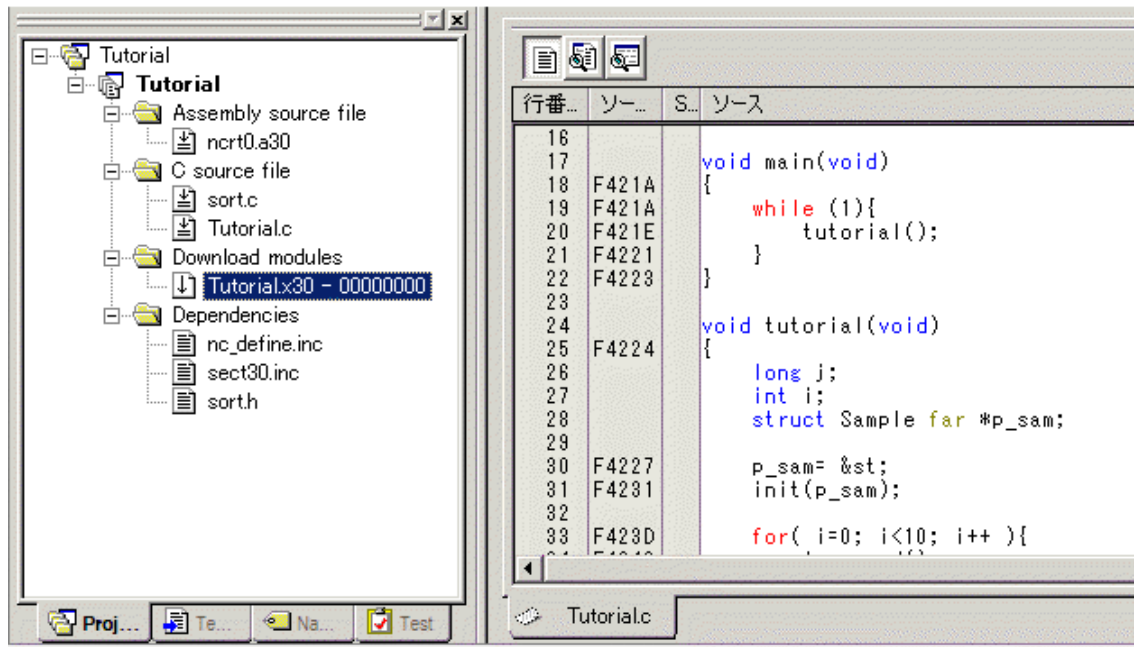 Tutorial
Tutorial
Assembly source file
ncrt0.a30
C source file
sort.c
Tutorial.c
Download modules
Tutorial.x30 - 00000000
Dependencies
nc_define.inc
sect30.inc
sort.h
Proj...
Te...
Na...
Test
行番... ソー... S... ソース
16
17 void main(void)
18 F421A {
19 F421A while (1){
20 F421E tutorial();
21 F4221 }
22 F4223 }
23
24 void tutorial(void)
25 F4224 {
26 long j;
27 int i;
28 struct Sample far *p_sam;
29
30 F4227 p_sam= &st;
31 F4231 init(p_sam);
32
33 F423D for( i=0; i<10; i++ ){
Tutorial.c